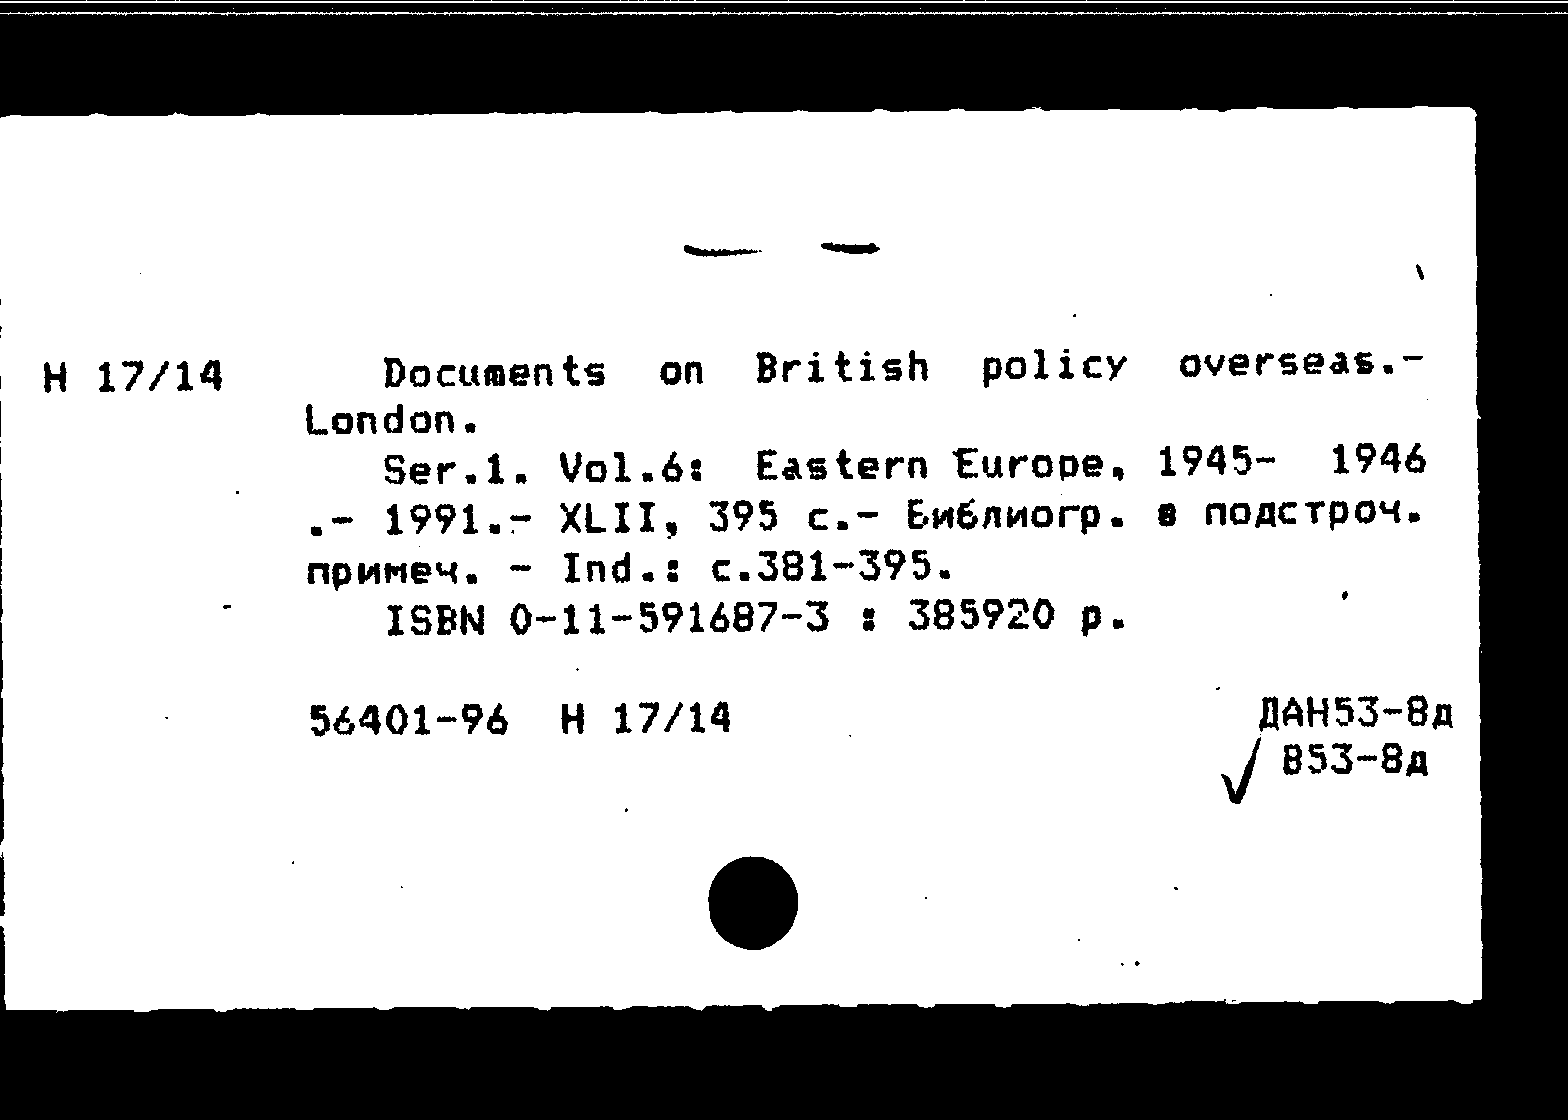 Н 17/14 Documents on British policy overseas.-
London.
Ser.1. Vol.6: Eastern Europe, 1945- 1946
.- 1991.- XLII, 395 с.- Библиогр. в подстроч.
примеч. - Ind.: с.381-395.
ISBN 0-11-591687-3 : 385920 р.
56401-96 Н 17/14 ДАН53-8д
В53-8д